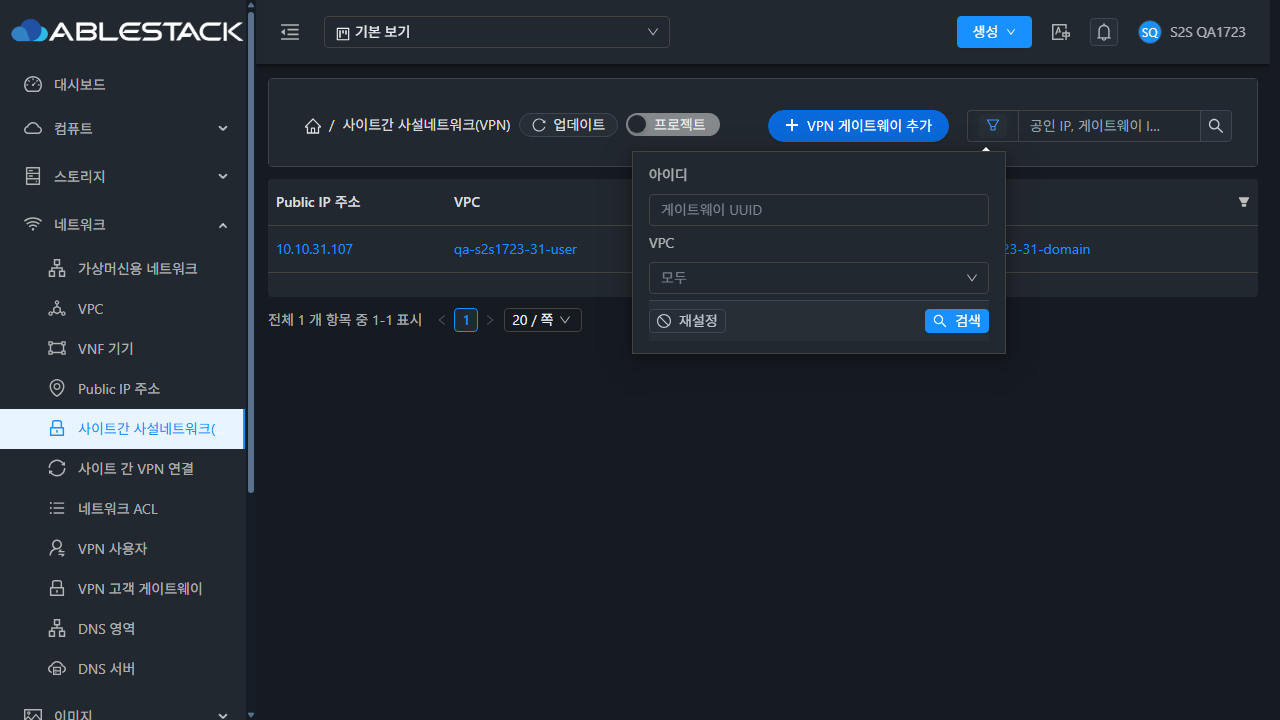 ABLESTACK
기본 보기
생성
SQ
S2S QA1723
대시보드
컴퓨트
스토리지
네트워크
가상머신용 네트워크
VPC
VNF 기기
Public IP 주소
사이트간 사설네트워크(
사이트 간 VPN 연결
네트워크 ACL
VPN 사용자
VPN 고객 게이트웨이
DNS 영역
DNS 서버
이미지
/ 사이트간 사설네트워크(VPN)
업데이트
프로젝트
VPN 게이트웨이 추가
공인 IP, 게이트웨이 I...
Public IP 주소
VPC
10.10.31.107
qa-s2s1723-31-user
23-31-domain
전체 1 개 항목 중 1-1 표시
1
20 / 쪽
아이디
게이트웨이 UUID
VPC
모두
재설정
검색